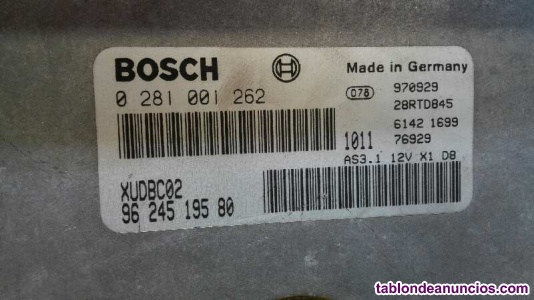 BOSCH
Made in Germany
0 281 001 262
078 970929
28RTD845
6142 1699
1011 76929
AS3.1 12V X1 D8
XUDBC02
96 245 195 80
tablondeanuncios.com